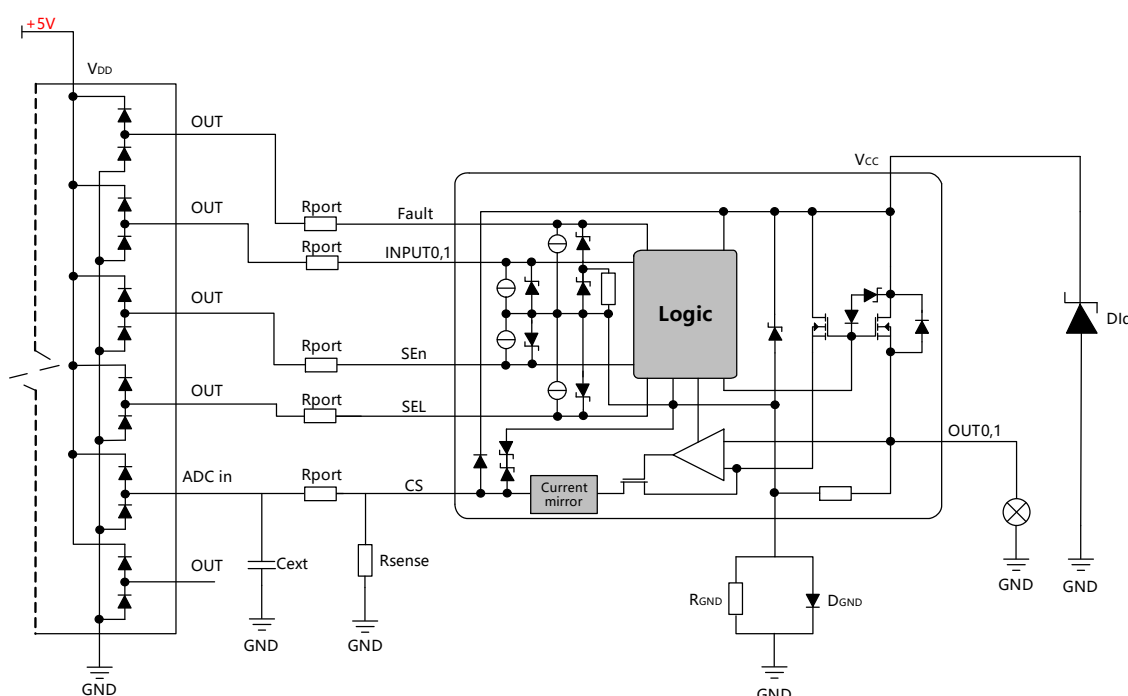 +5V
VDD
OUT
VCC
Rport
Fault
OUT
Rport
INPUT0,1
OUT
Logic
DId
Rport
SEn
OUT
Rport
SEL
OUT0,1
ADC in
Rport
CS
Current
mirror
OUT
Cext
Rsense
GND
GND
RGND
DGND
GND
GND
GND
GND